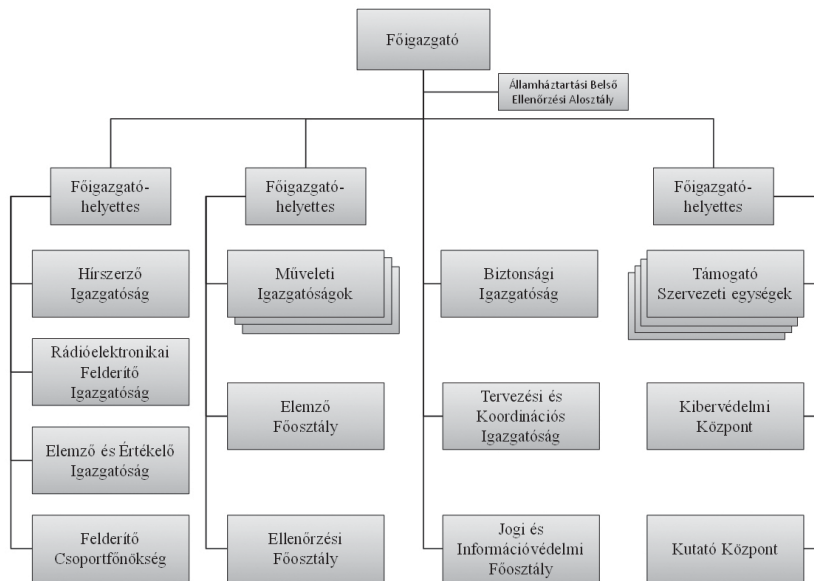 Főigazgató
Államháztartási Belső
Ellenőrzési Alosztály
Főigazgató-
helyettes
Főigazgató-
helyettes
Főigazgató-
helyettes
Hírszerző
Igazgatóság
Műveleti
Igazgatóságok
Biztonsági
Igazgatóság
Támogató
Szervezeti egységek
Rádióelektronikai
Felderítő
Igazgatóság
Elemző
Főosztály
Tervezési és
Koordinációs
Igazgatóság
Kibervédelmi
Központ
Elemző és Értékelő
Igazgatóság
Felderítő
Csoportfőnökség
Ellenőrzési
Főosztály
Jogi és
Információvédelmi
Főosztály
Kutató Központ